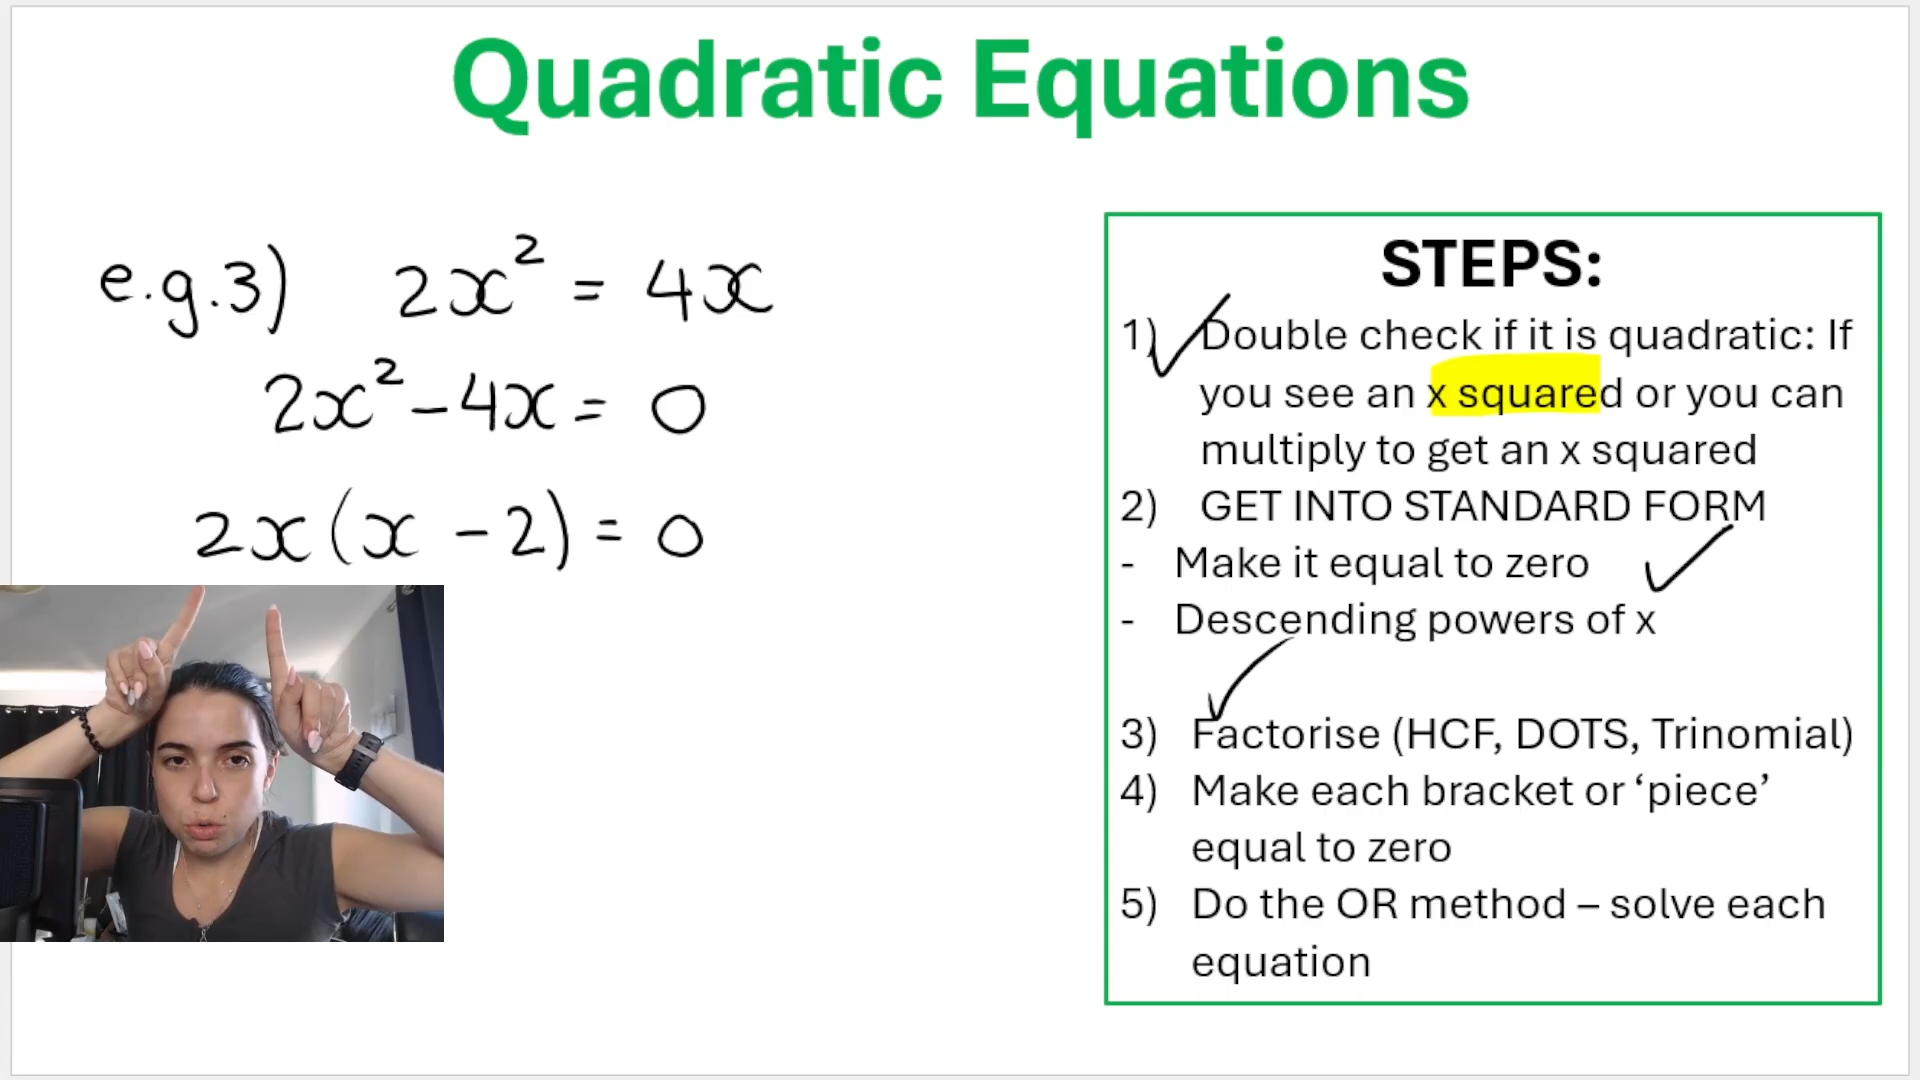 Quadratic Equations
e.g.3) 2x² = 4x
2x² - 4x = 0
2x(x - 2) = 0
STEPS:
1) Double check if it is quadratic: If
you see an x squared or you can
multiply to get an x squared
2) GET INTO STANDARD FORM
- Make it equal to zero
- Descending powers of x
3) Factorise (HCF, DOTS, Trinomial)
4) Make each bracket or ‘piece’
equal to zero
5) Do the OR method – solve each
equation